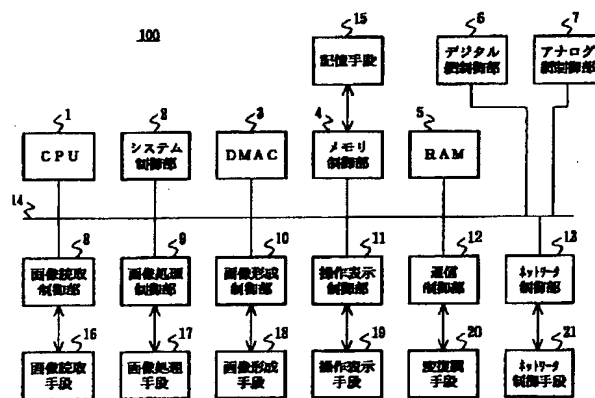 100
15
記憶手段
6
デジタル
網制御部
7
アナログ
網制御部
1
CPU
2
システム
制御部
3
DMAC
4
メモリ
制御部
5
RAM
14
8
画像読取
制御部
9
画像処理
制御部
10
画像形成
制御部
11
操作表示
制御部
12
通信
制御部
13
ネットワーク
制御部
16
画像読取
手段
17
画像処理
手段
18
画像形成
手段
19
操作表示
手段
20
変復調
手段
21
ネットワーク
制御手段